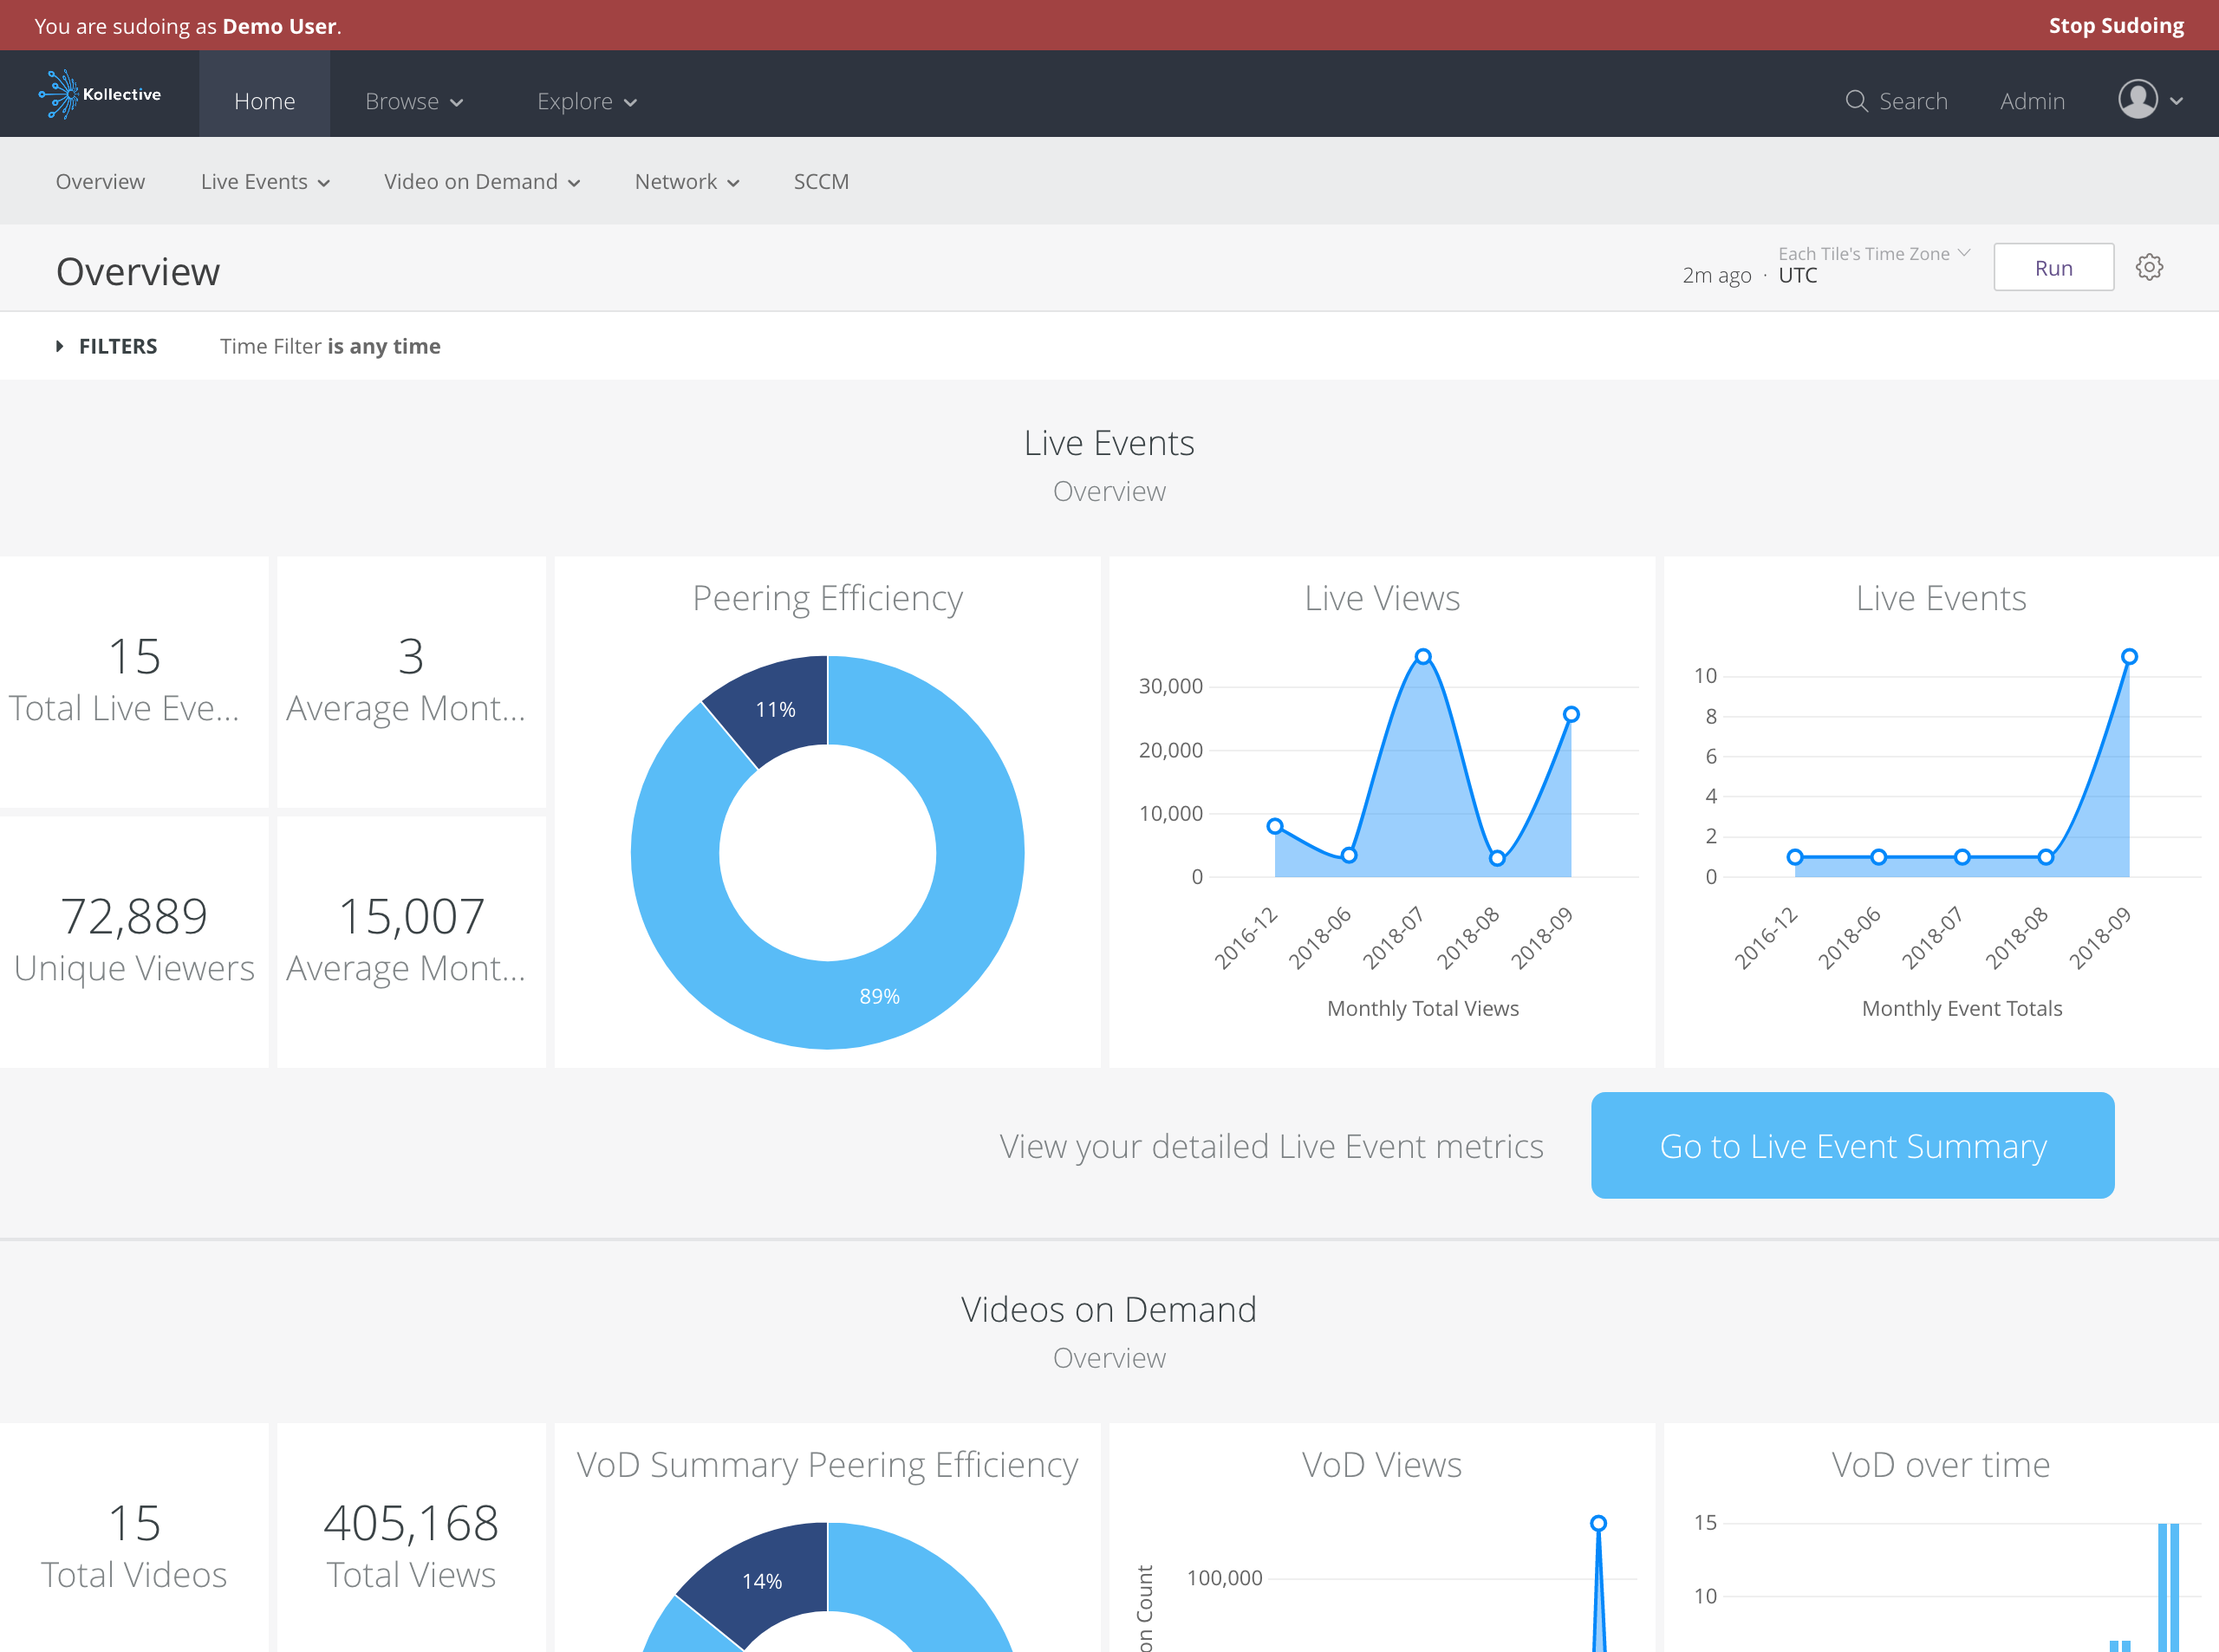 You are sudoing as Demo User.
Stop Sudoing
Kollective
Home
Browse
Explore
Search
Admin
Overview
Live Events
Video on Demand
Network
SCCM
Overview
2m ago ·
Each Tile's Time Zone
UTC
Run
FILTERS
Time Filter is any time
Live Events
Overview
15
Total Live Eve...
3
Average Mont...
72,889
Unique Viewers
15,007
Average Mont...
Peering Efficiency
11%
89%
Live Views
30,000
20,000
10,000
0
2016-12
2018-06
2018-07
2018-08
2018-09
Monthly Total Views
Live Events
10
8
6
4
2
0
2016-12
2018-06
2018-07
2018-08
2018-09
Monthly Event Totals
View your detailed Live Event metrics
Go to Live Event Summary
Videos on Demand
Overview
15
Total Videos
405,168
Total Views
VoD Summary Peering Efficiency
14%
VoD Views
100,000
on Count
VoD over time
15
10